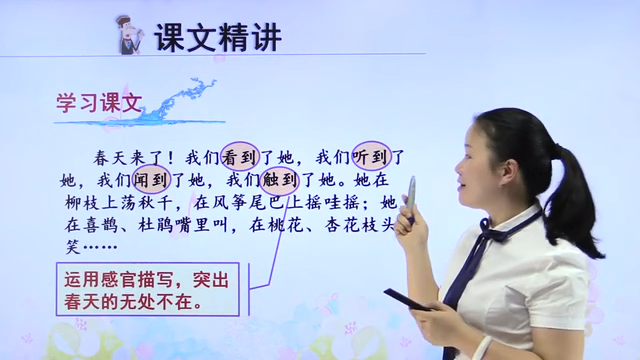 课文精讲
学习课文
春天来了！我们看到了她，我们听到了
她，我们闻到了她，我们触到了她。她在
柳枝上荡秋千，在风筝尾巴上摇哇摇；她
在喜鹊、杜鹃嘴里叫，在桃花、杏花枝头
笑……
运用感官描写，突出
春天的无处不在。